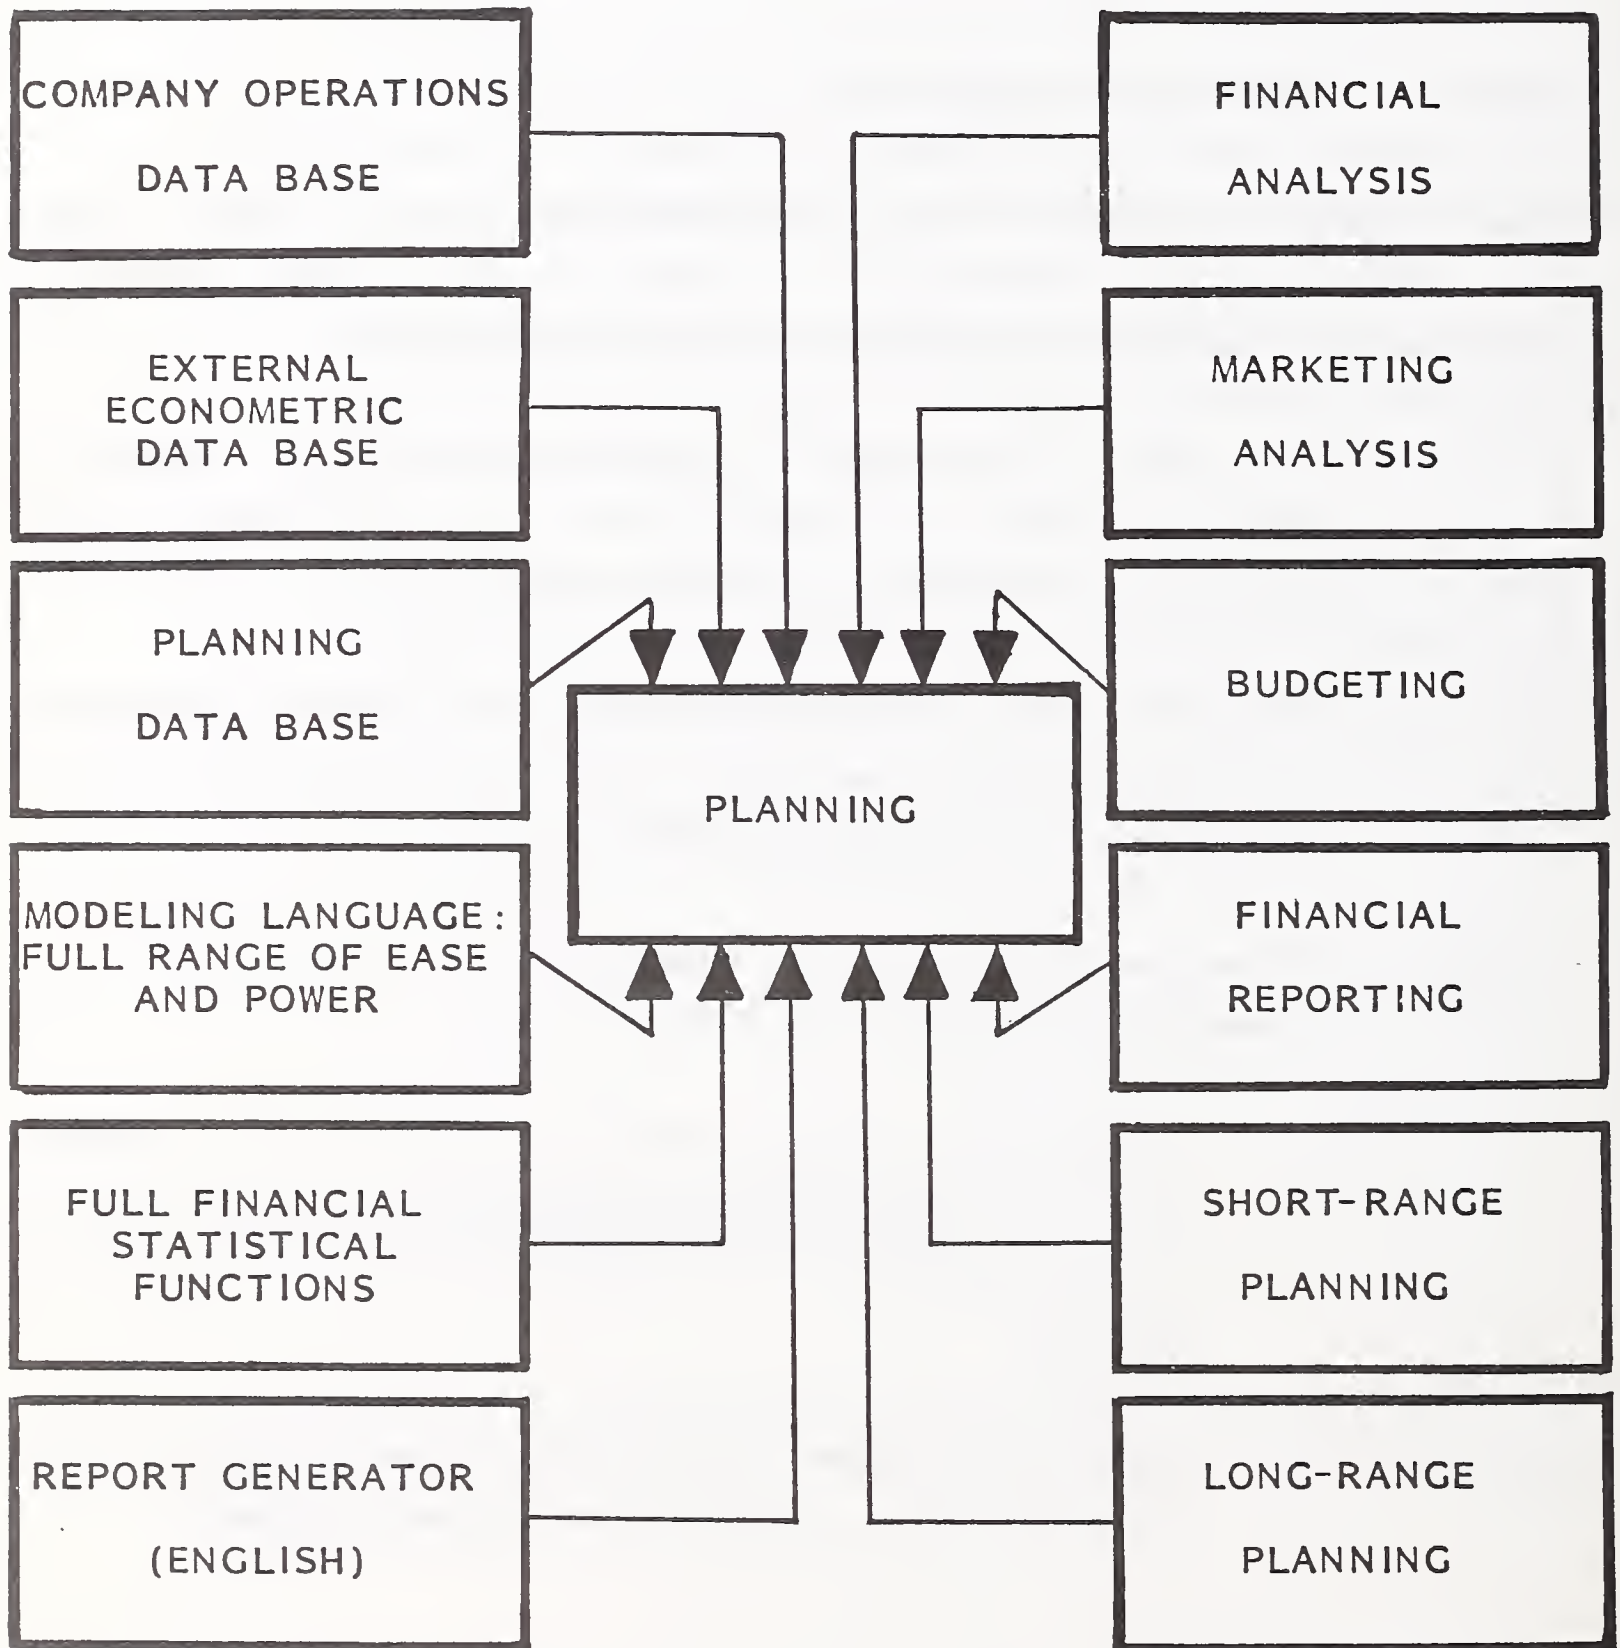 COMPANY OPERATIONS
DATA BASE
EXTERNAL
ECONOMETRIC
DATA BASE
PLANNING
DATA BASE
MODELING LANGUAGE:
FULL RANGE OF EASE
AND POWER
FULL FINANCIAL
STATISTICAL
FUNCTIONS
REPORT GENERATOR
(ENGLISH)
PLANNING
FINANCIAL
ANALYSIS
MARKETING
ANALYSIS
BUDGETING
FINANCIAL
REPORTING
SHORT-RANGE
PLANNING
LONG-RANGE
PLANNING